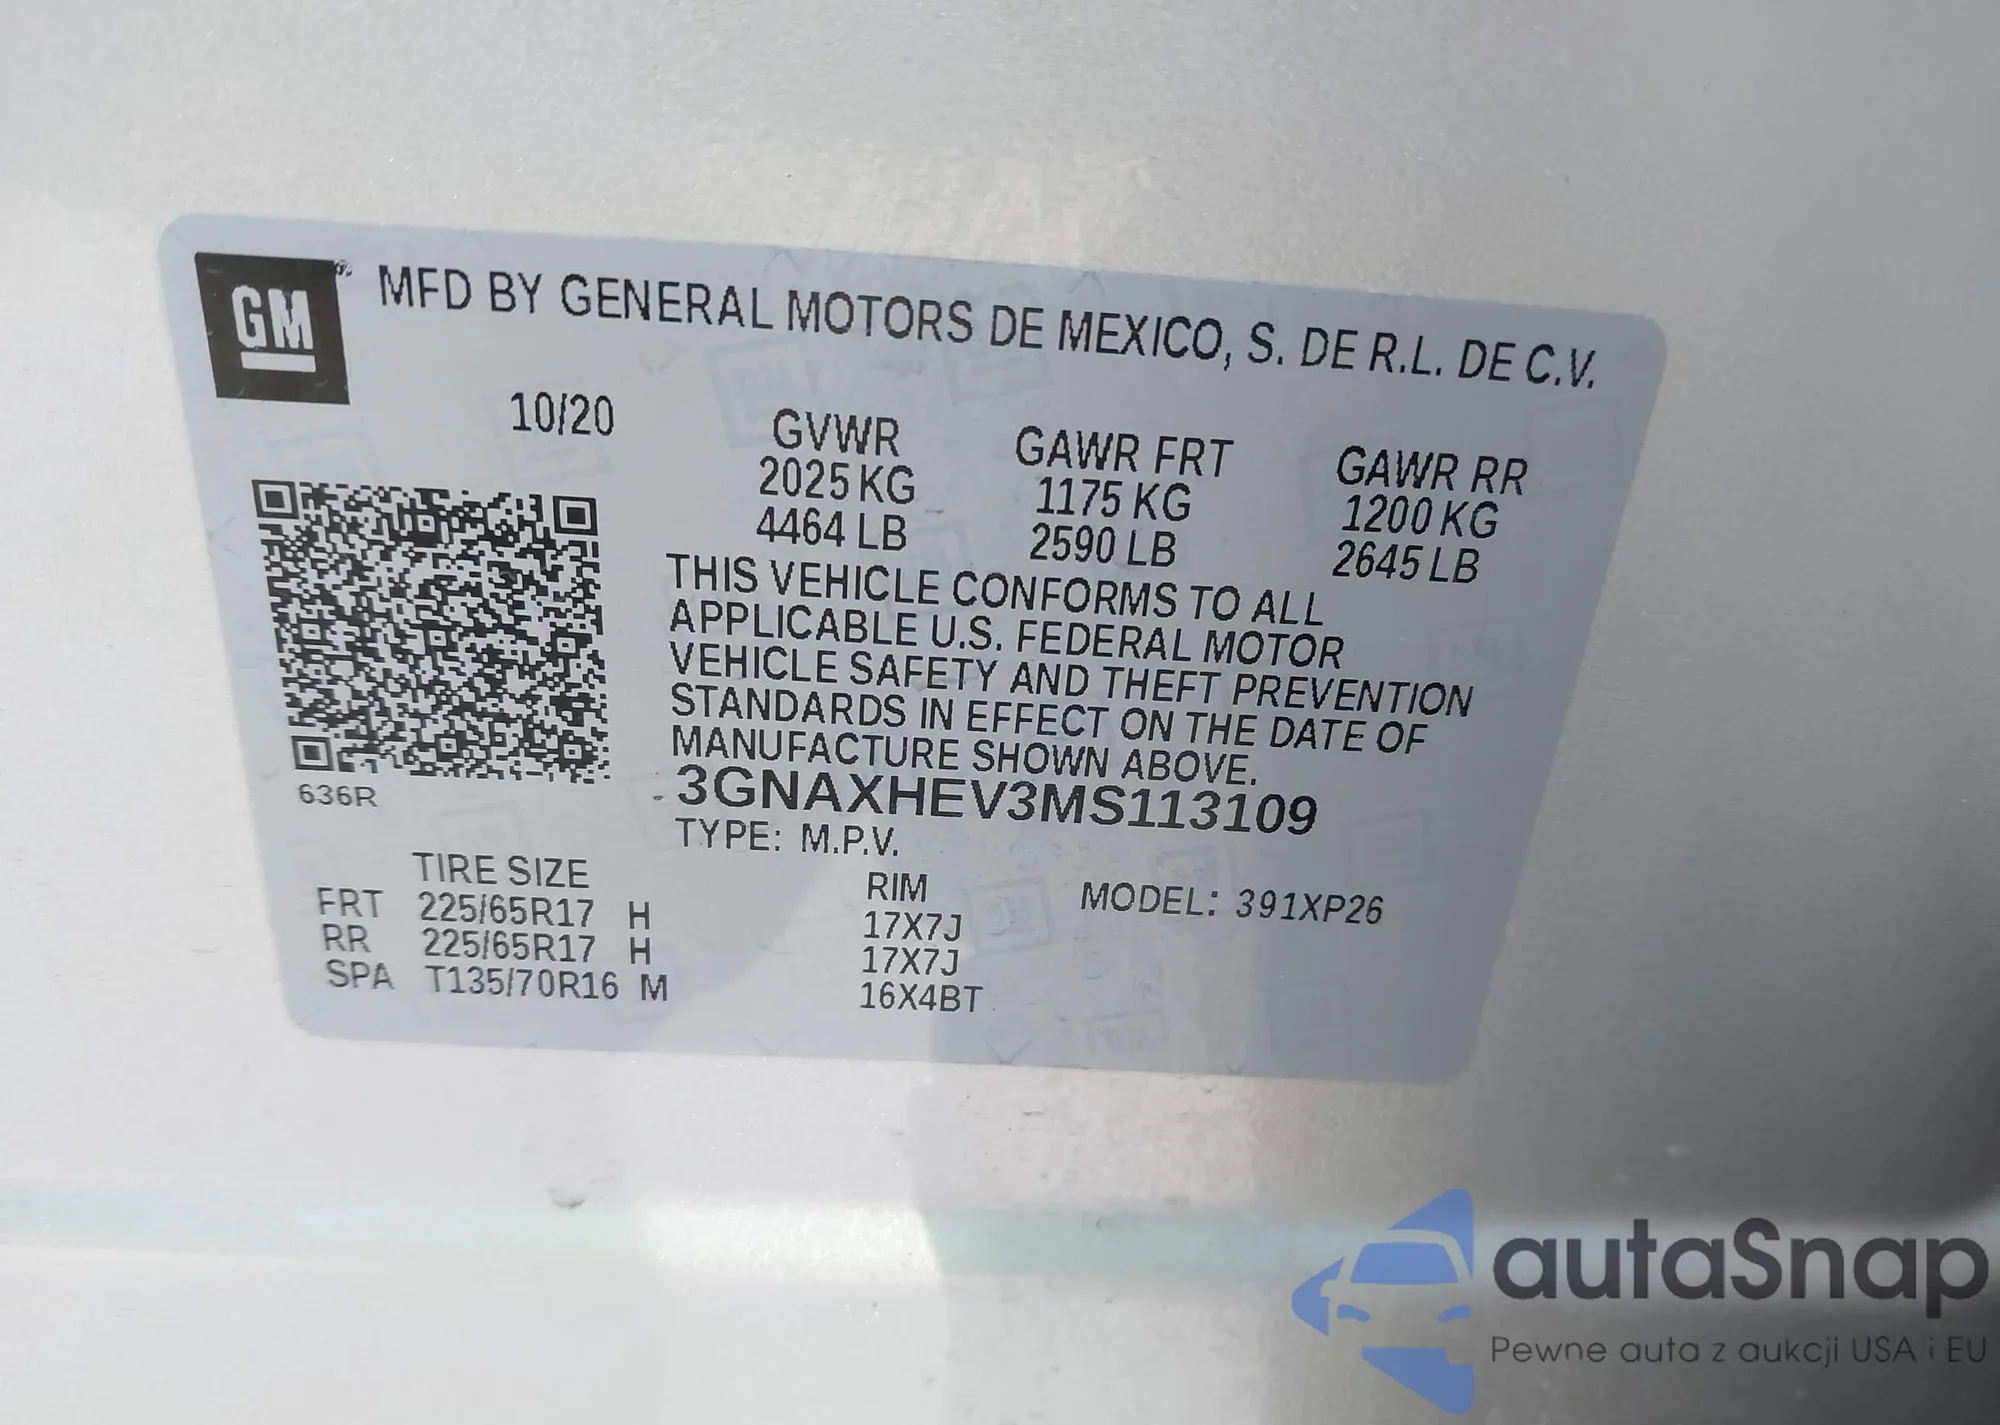 GM® MFD BY GENERAL MOTORS DE MEXICO, S. DE R.L. DE C.V.
10/20 GVWR GAWR FRT GAWR RR
2025 KG 1175 KG 1200 KG
4464 LB 2590 LB 2645 LB
THIS VEHICLE CONFORMS TO ALL
APPLICABLE U.S. FEDERAL MOTOR
VEHICLE SAFETY AND THEFT PREVENTION
STANDARDS IN EFFECT ON THE DATE OF
MANUFACTURE SHOWN ABOVE.
636R 3GNAXHEV3MS113109
TYPE: M.P.V.
TIRE SIZE RIM MODEL: 391XP26
FRT 225/65R17 H 17X7J
RR 225/65R17 H 17X7J
SPA T135/70R16 M 16X4BT
autaSnap
Pewne auta z aukcji USA i EU